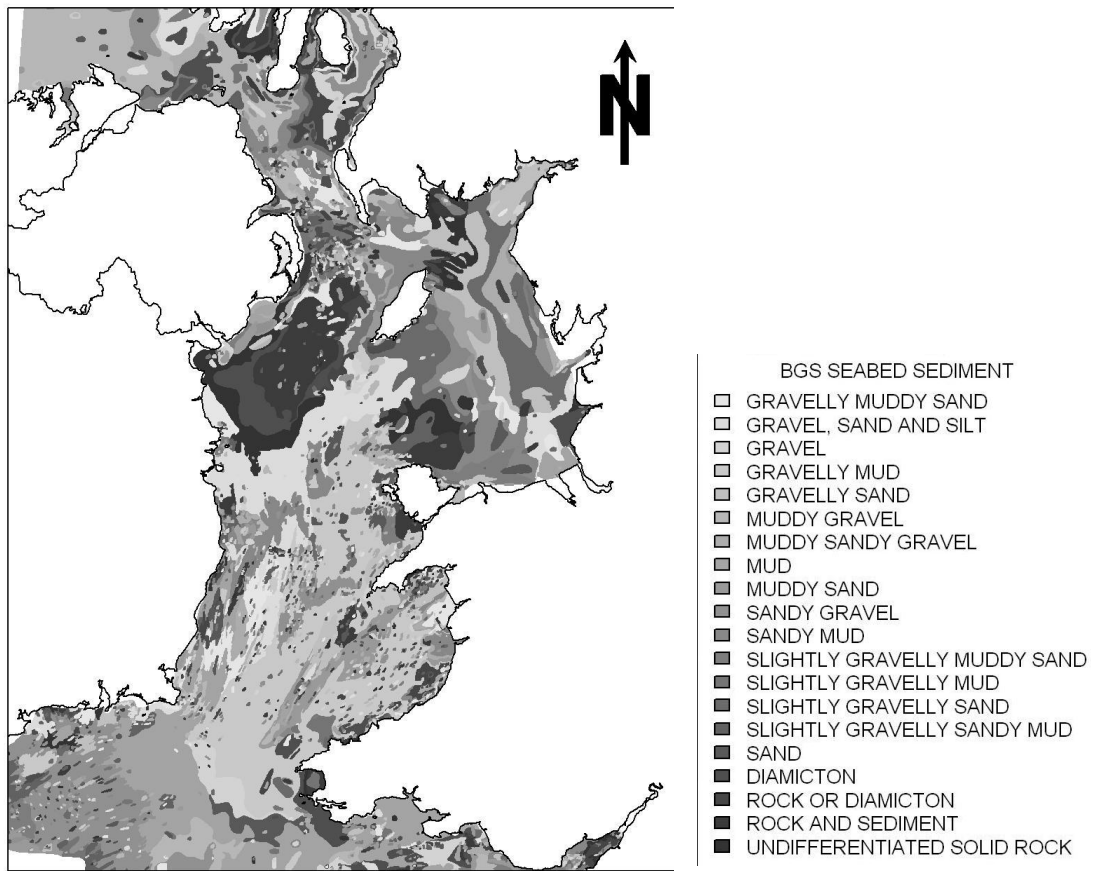 N
BGS SEABED SEDIMENT
GRAVELLY MUDDY SAND
GRAVEL, SAND AND SILT
GRAVEL
GRAVELLY MUD
GRAVELLY SAND
MUDDY GRAVEL
MUDDY SANDY GRAVEL
MUD
MUDDY SAND
SANDY GRAVEL
SANDY MUD
SLIGHTLY GRAVELLY MUDDY SAND
SLIGHTLY GRAVELLY MUD
SLIGHTLY GRAVELLY SAND
SLIGHTLY GRAVELLY SANDY MUD
SAND
DIAMICTON
ROCK OR DIAMICTON
ROCK AND SEDIMENT
UNDIFFERENTIATED SOLID ROCK